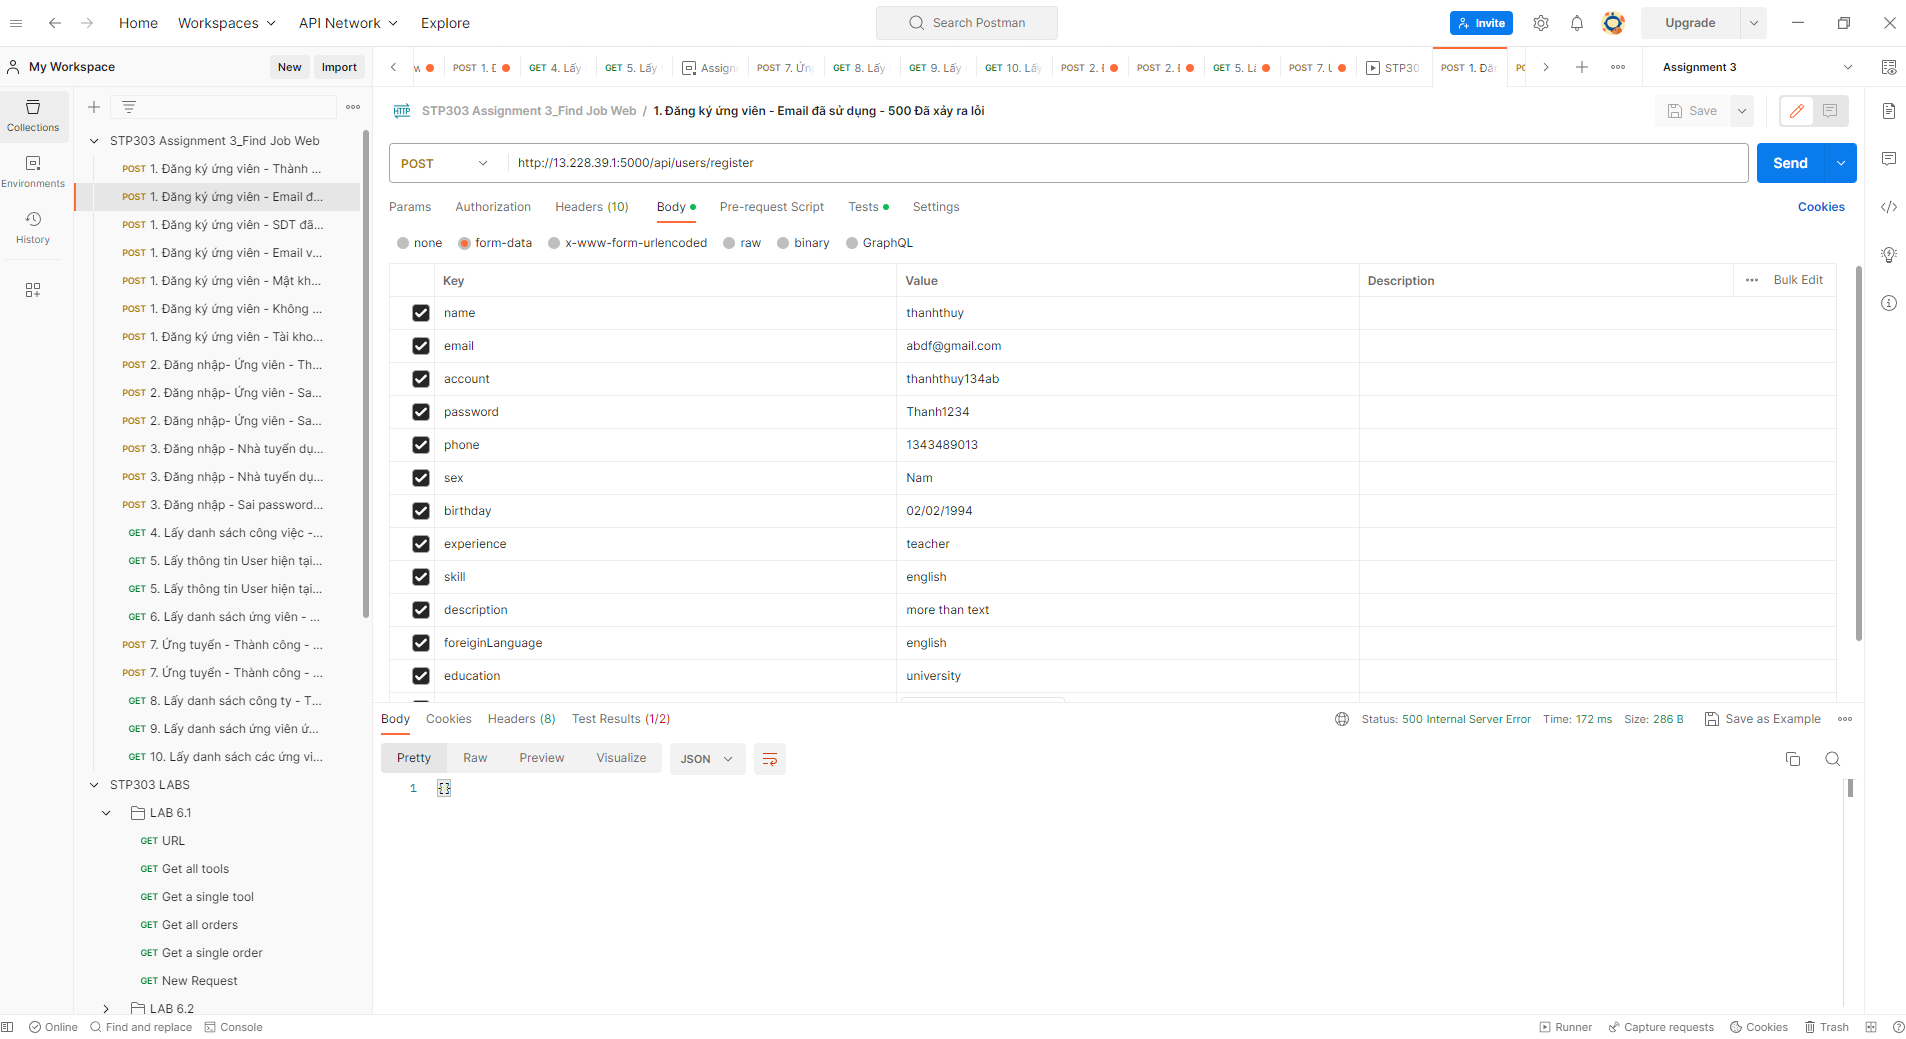 Home Workspaces API Network Explore Search Postman Invite Upgrade
My Workspace New Import
w POST 1. Đ GET 4. Lấy GET 5. Lấy Assign POST 7. Ứn GET 8. Lấy GET 9. Lấy GET 10. Lấ POST 2. POST 2. GET 5. Lấ POST 7. STP30 POST 1. Đă PO Assignment 3
Collections
Environments
History
STP303 Assignment 3_Find Job Web
POST 1. Đăng ký ứng viên - Thành ...
POST 1. Đăng ký ứng viên - Email đ...
POST 1. Đăng ký ứng viên - SDT đã...
POST 1. Đăng ký ứng viên - Email v...
POST 1. Đăng ký ứng viên - Mật kh...
POST 1. Đăng ký ứng viên - Không ...
POST 1. Đăng ký ứng viên - Tài kho...
POST 2. Đăng nhập- Ứng viên - Th...
POST 2. Đăng nhập- Ứng viên - Sa...
POST 2. Đăng nhập- Ứng viên - Sa...
POST 3. Đăng nhập - Nhà tuyển dụ...
POST 3. Đăng nhập - Nhà tuyển dụ...
POST 3. Đăng nhập - Sai password...
GET 4. Lấy danh sách công việc -...
GET 5. Lấy thông tin User hiện tại...
GET 5. Lấy thông tin User hiện tại...
GET 6. Lấy danh sách ứng viên - ...
POST 7. Ứng tuyển - Thành công - ...
POST 7. Ứng tuyển - Thành công - ...
GET 8. Lấy danh sách công ty - T...
GET 9. Lấy danh sách ứng viên ứ...
GET 10. Lấy danh sách các ứng vi...
STP303 LABS
LAB 6.1
GET URL
GET Get all tools
GET Get a single tool
GET Get all orders
GET Get a single order
GET New Request
LAB 6.2
HTTP STP303 Assignment 3_Find Job Web / 1. Đăng ký ứng viên - Email đã sử dụng - 500 Đã xảy ra lỗi Save
POST http://13.228.39.1:5000/api/users/register Send
Params Authorization Headers (10) Body Pre-request Script Tests Settings Cookies
none form-data x-www-form-urlencoded raw binary GraphQL
Key Value Description Bulk Edit
name thanhthuy
email abdf@gmail.com
account thanhthuy134ab
password Thanh1234
phone 1343489013
sex Nam
birthday 02/02/1994
experience teacher
skill english
description more than text
foreiginLanguage english
education university
Body Cookies Headers (8) Test Results (1/2) Status: 500 Internal Server Error Time: 172 ms Size: 286 B Save as Example
Pretty Raw Preview Visualize JSON
1 {}
Online Find and replace Console Runner Capture requests Cookies Trash